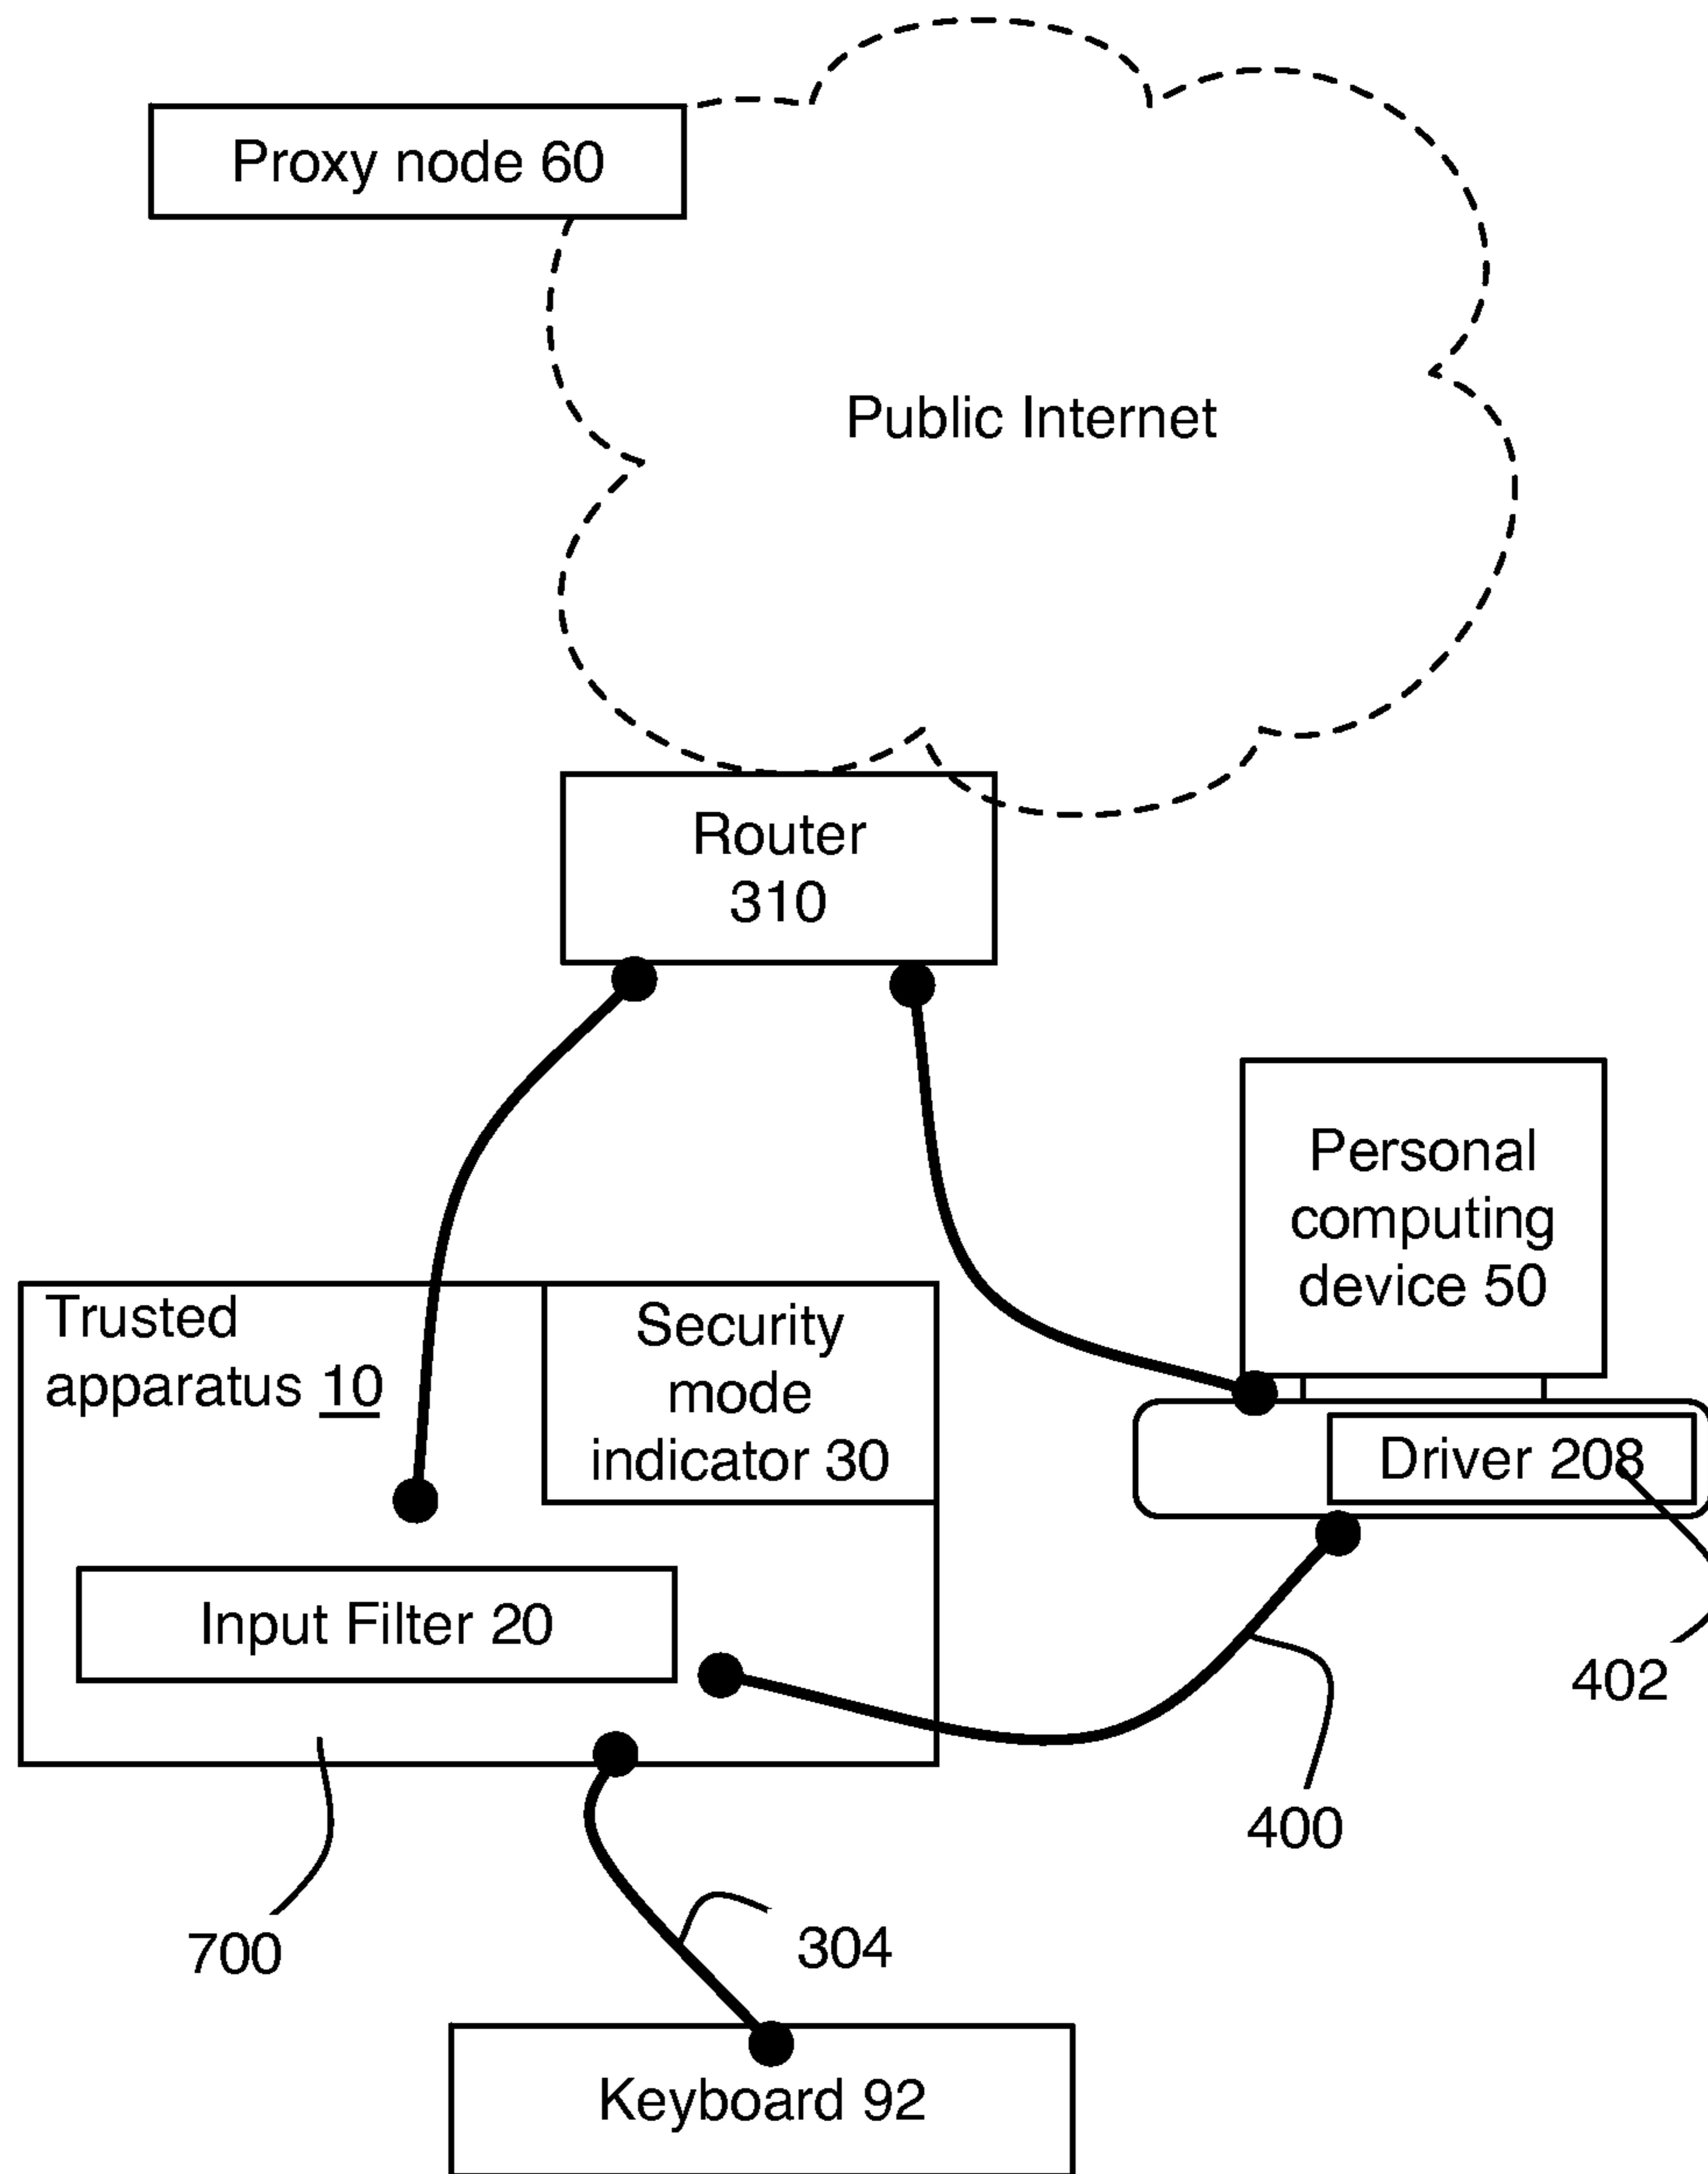 Proxy node 60
Public Internet
Router
310
Personal
computing
device 50
Trusted
apparatus 10
Security
mode
indicator 30
Driver 208
Input Filter 20
402
400
700
304
Keyboard 92